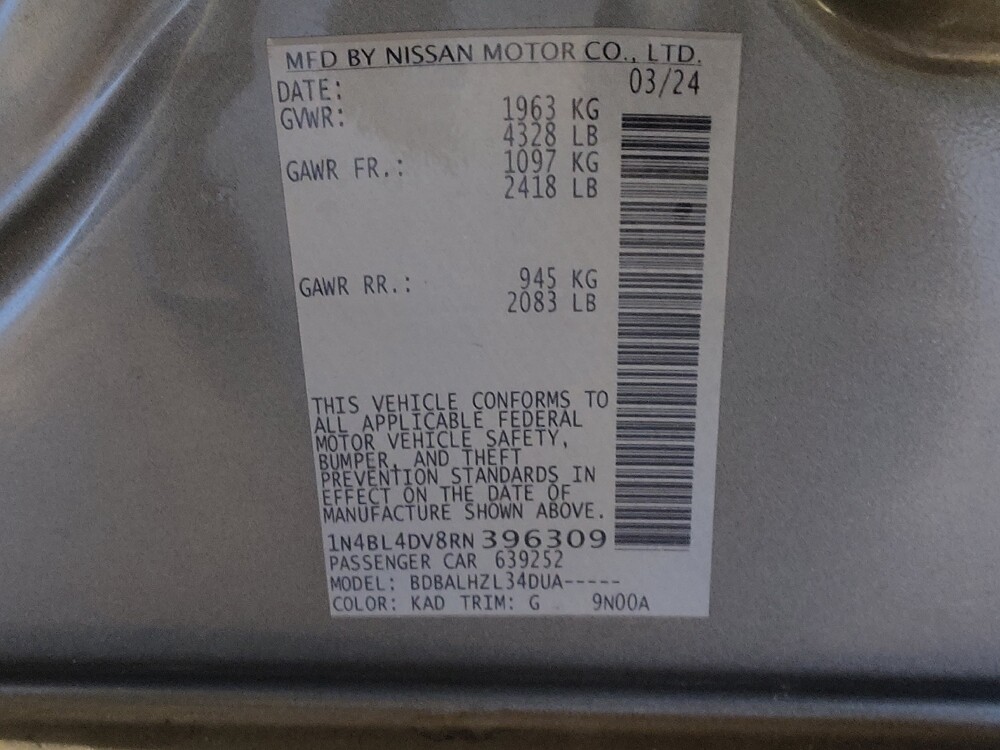 MFD BY NISSAN MOTOR CO., LTD.
DATE: 03/24
GVWR: 1963 KG
4328 LB
GAWR FR.: 1097 KG
2418 LB
GAWR RR.: 945 KG
2083 LB
THIS VEHICLE CONFORMS TO
ALL APPLICABLE FEDERAL
MOTOR VEHICLE SAFETY,
BUMPER, AND THEFT
PREVENTION STANDARDS IN
EFFECT ON THE DATE OF
MANUFACTURE SHOWN ABOVE.
1N4BL4DV8RN396309
PASSENGER CAR 639252
MODEL: BDBALHZL34DUA-----
COLOR: KAD TRIM: G 9N00A